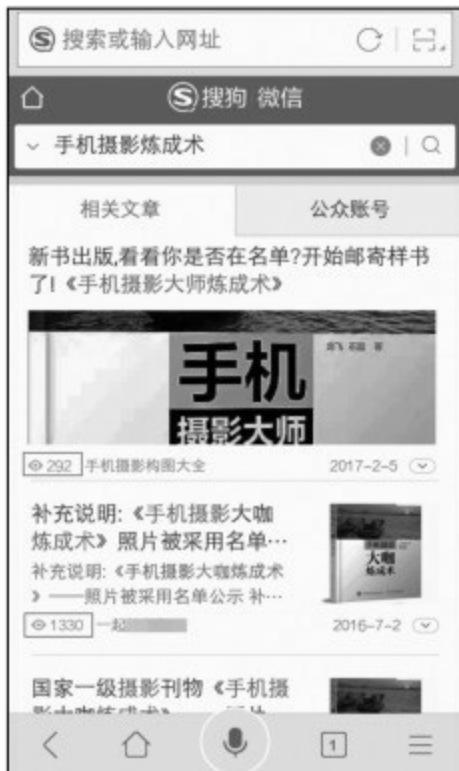 搜索或输入网址
搜狗 微信
手机摄影炼成术
相关文章
公众账号
新书出版,看看你是否在名单?开始邮寄样书
了!《手机摄影大师炼成术》
手机
摄影大师
292 手机摄影构图大全 2017-2-5
补充说明:《手机摄影大咖
炼成术》照片被采用名单…
补充说明:《手机摄影大咖炼成术
》——照片被采用名单公示 补…
大咖
炼成术
1330 一起 2016-7-2
国家一级摄影刊物《手机摄
1